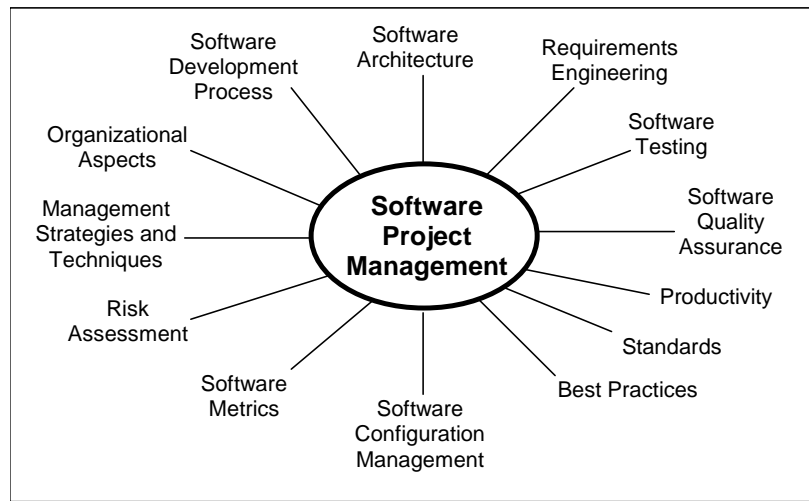 Software
Development
Process
Software
Architecture
Requirements
Engineering
Software
Testing
Organizational
Aspects
Software
Project
Management
Software
Quality
Assurance
Management
Strategies and
Techniques
Productivity
Risk
Assessment
Standards
Best Practices
Software
Metrics
Software
Configuration
Management